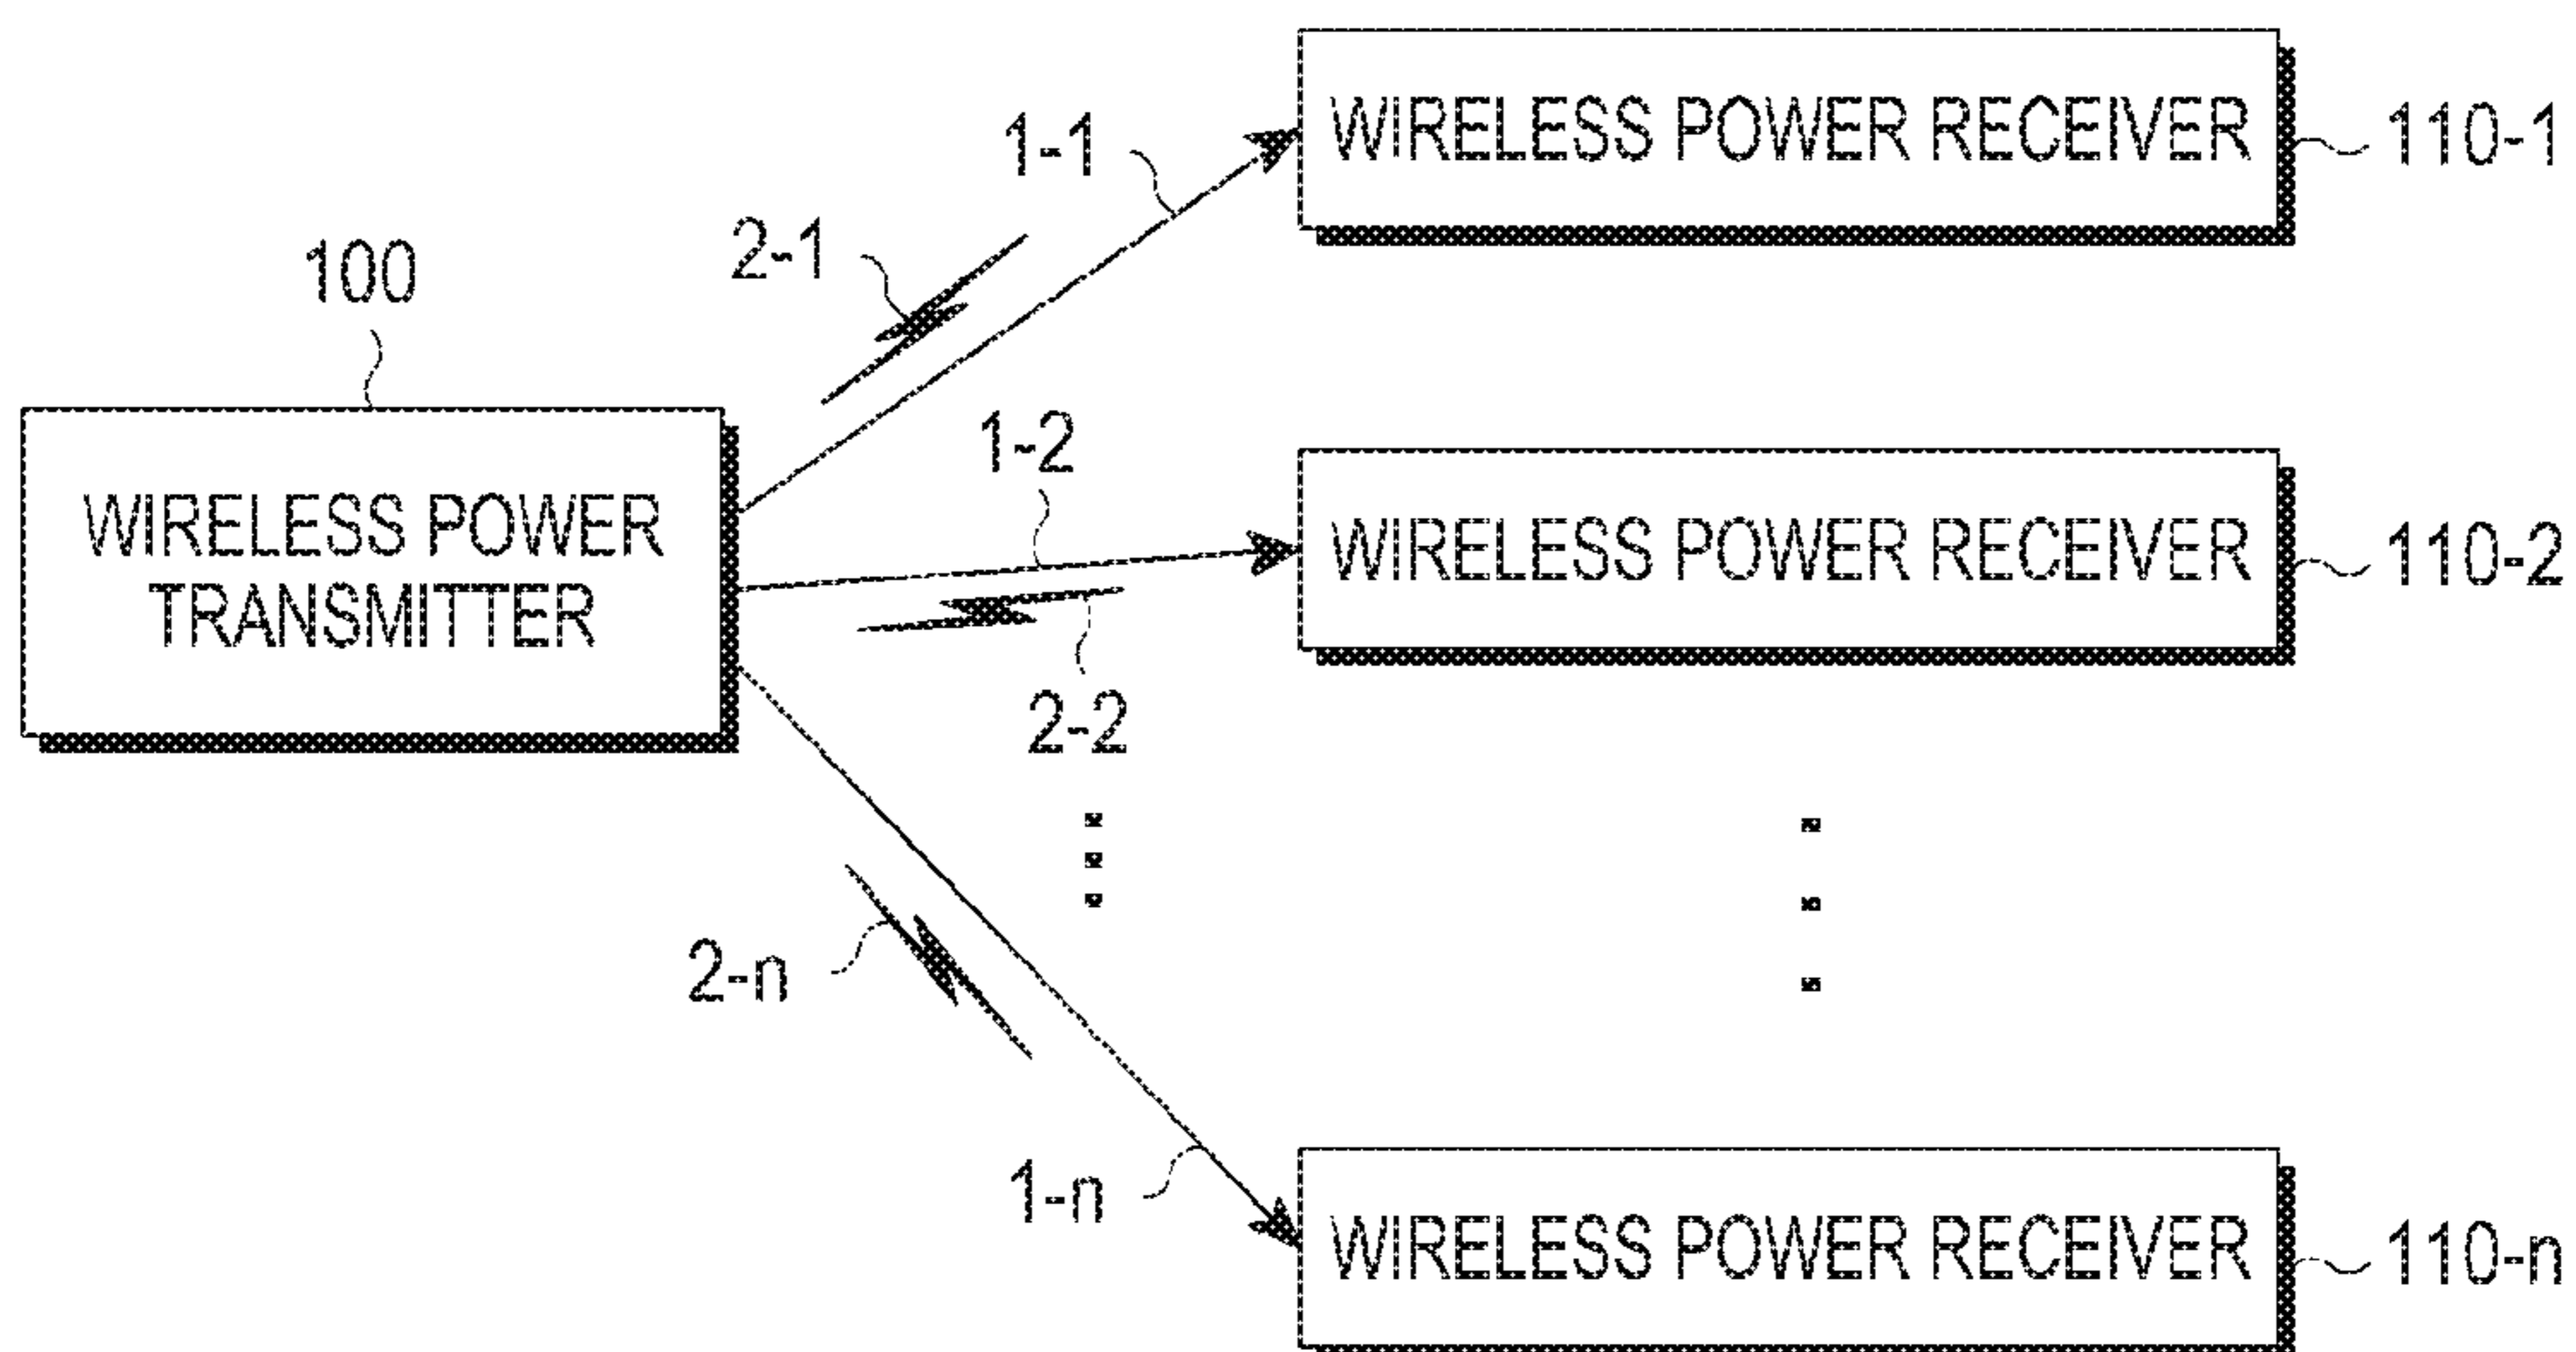 WIRELESS POWER RECEIVER
110-1
1-1
2-1
100
1-2
WIRELESS POWER
TRANSMITTER
WIRELESS POWER RECEIVER
110-2
2-2
2-n
1-n
WIRELESS POWER RECEIVER
110-n